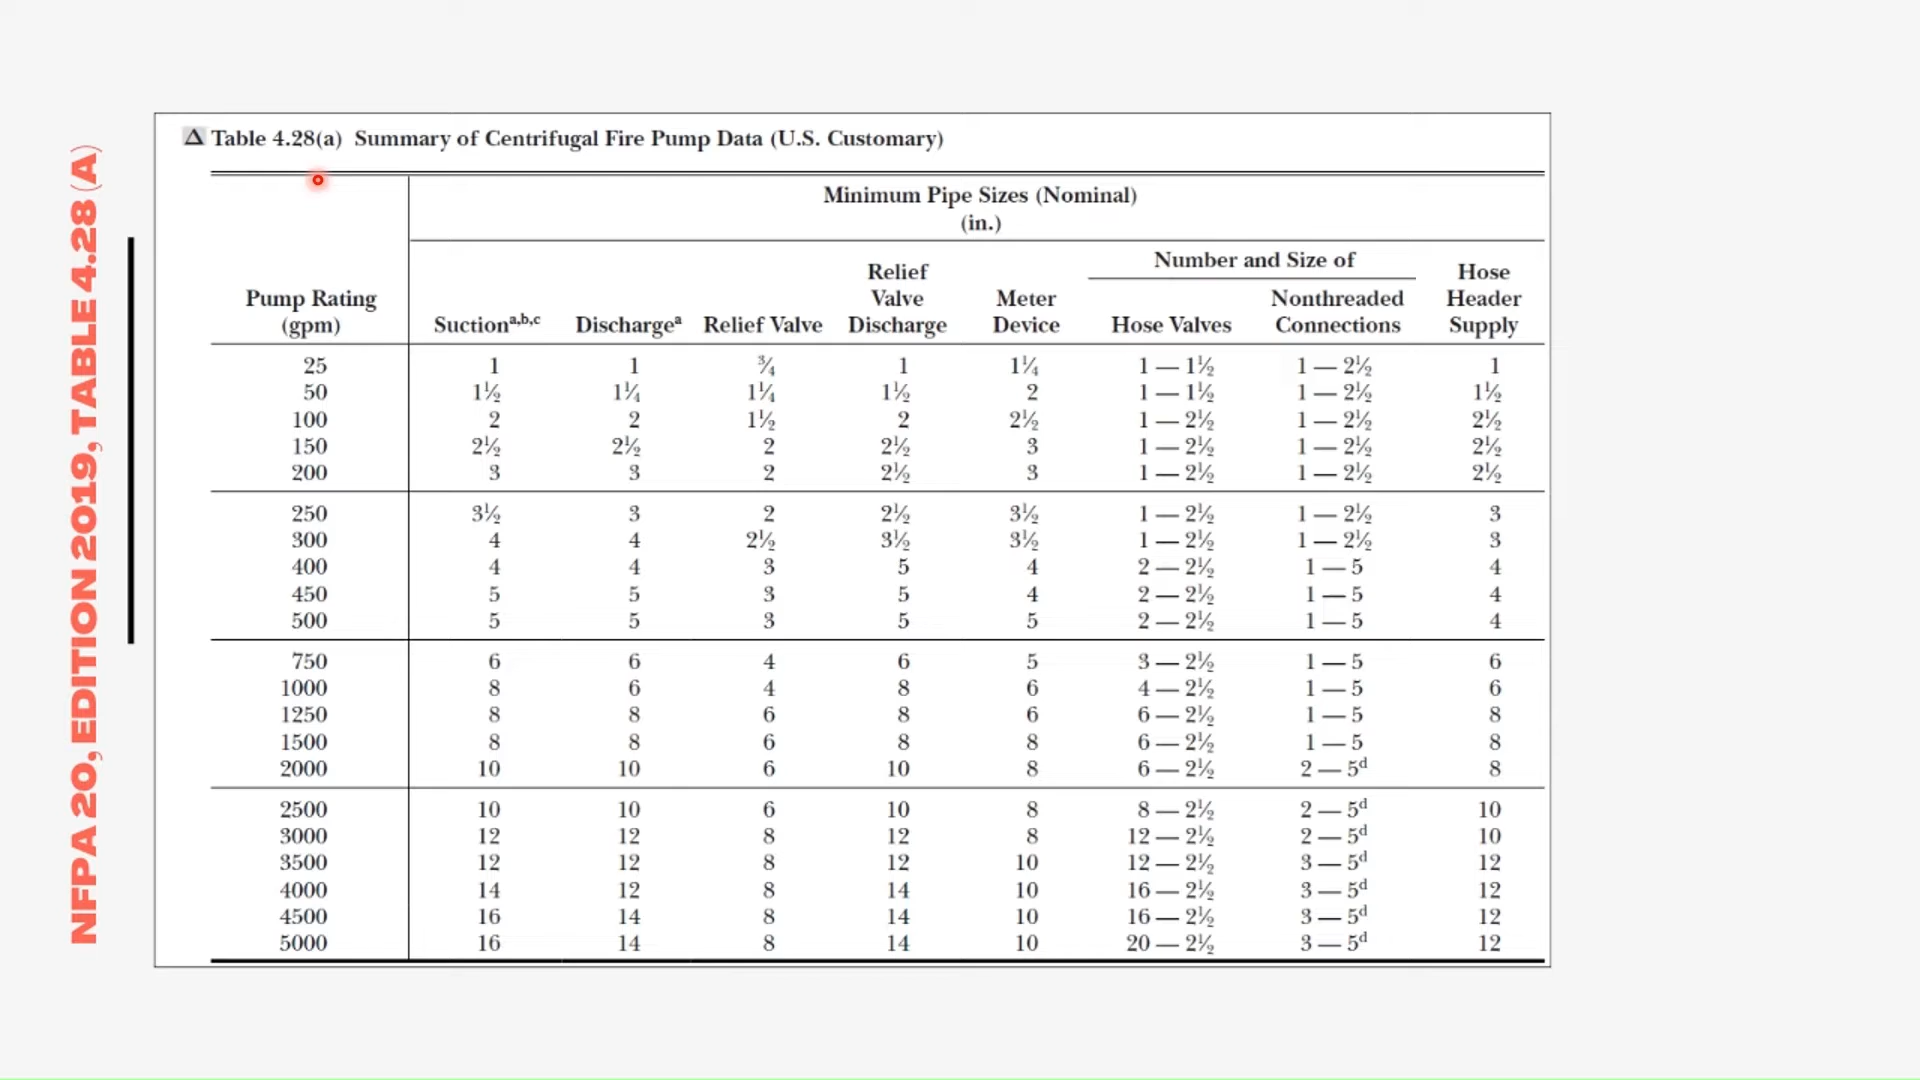 NFPA 20, EDITION 2019, TABLE 4.28 (A)
Δ Table 4.28(a) Summary of Centrifugal Fire Pump Data (U.S. Customary)
Minimum Pipe Sizes (Nominal)
(in.)
Pump Rating
(gpm)
Suctionᵃ,ᵇ,ᶜ
Dischargeᵃ
Relief Valve
Relief
Valve
Discharge
Meter
Device
Number and Size of
Hose Valves
Nonthreaded
Connections
Hose
Header
Supply
25 1 1 ¾ 1 1¼ 1 — 1½ 1 — 2½ 1
50 1½ 1¼ 1¼ 1½ 2 1 — 1½ 1 — 2½ 1½
100 2 2 1½ 2 2½ 1 — 2½ 1 — 2½ 2½
150 2½ 2½ 2 2½ 3 1 — 2½ 1 — 2½ 2½
200 3 3 2 2½ 3 1 — 2½ 1 — 2½ 2½
250 3½ 3 2 2½ 3½ 1 — 2½ 1 — 2½ 3
300 4 4 2½ 3½ 3½ 1 — 2½ 1 — 2½ 3
400 4 4 3 5 4 2 — 2½ 1 — 5 4
450 5 5 3 5 4 2 — 2½ 1 — 5 4
500 5 5 3 5 5 2 — 2½ 1 — 5 4
750 6 6 4 6 5 3 — 2½ 1 — 5 6
1000 8 6 4 8 6 4 — 2½ 1 — 5 6
1250 8 8 6 8 6 6 — 2½ 1 — 5 8
1500 8 8 6 8 8 6 — 2½ 1 — 5 8
2000 10 10 6 10 8 6 — 2½ 2 — 5ᵈ 8
2500 10 10 6 10 8 8 — 2½ 2 — 5ᵈ 10
3000 12 12 8 12 8 12 — 2½ 2 — 5ᵈ 10
3500 12 12 8 12 10 12 — 2½ 3 — 5ᵈ 12
4000 14 12 8 14 10 16 — 2½ 3 — 5ᵈ 12
4500 16 14 8 14 10 16 — 2½ 3 — 5ᵈ 12
5000 16 14 8 14 10 20 — 2½ 3 — 5ᵈ 12